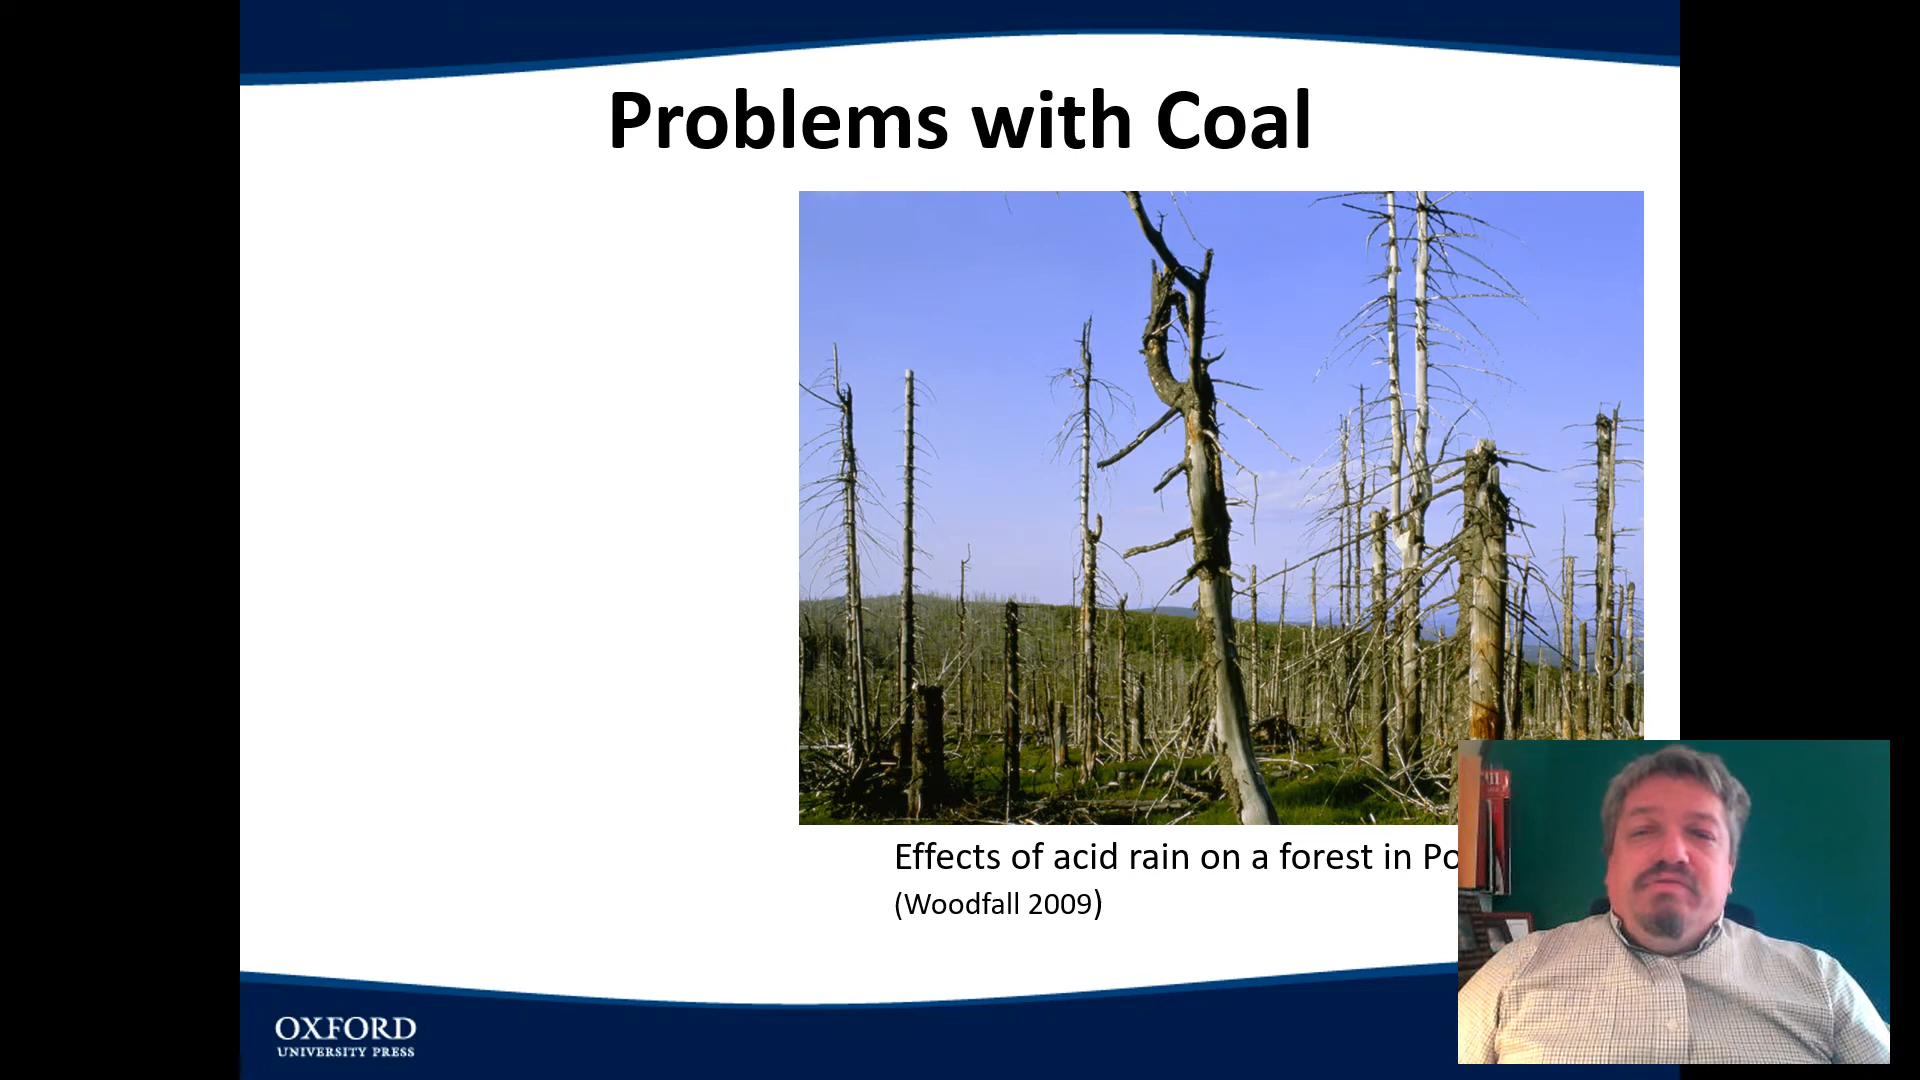 Problems with Coal
Effects of acid rain on a forest in Po
(Woodfall 2009)
OXFORD
UNIVERSITY PRESS